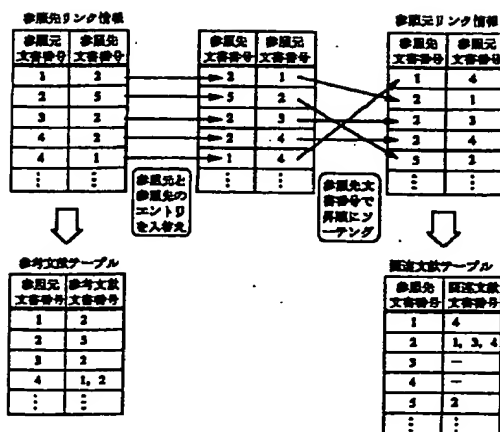 参照先リンク情報
参照元文書番号 参照先文書番号
1 2
2 5
3 2
4 2
4 1
⋮ ⋮
参照先文書番号 参照元文書番号
2 1
5 2
2 3
2 4
1 4
⋮ ⋮
参照元リンク情報
参照先文書番号 参照元文書番号
1 4
2 1
2 3
2 4
5 2
⋮ ⋮
参照元と
参照先の
エントリ
を入替え
参照先文
書番号で
昇順にソ
ーティング
参考文献テーブル
参照元文書番号 参考文献文書番号
1 2
2 5
3 2
4 1, 2
⋮ ⋮
関連文献テーブル
参照先文書番号 関連文献文書番号
1 4
2 1, 3, 4
3 −
4 −
5 2
⋮ ⋮